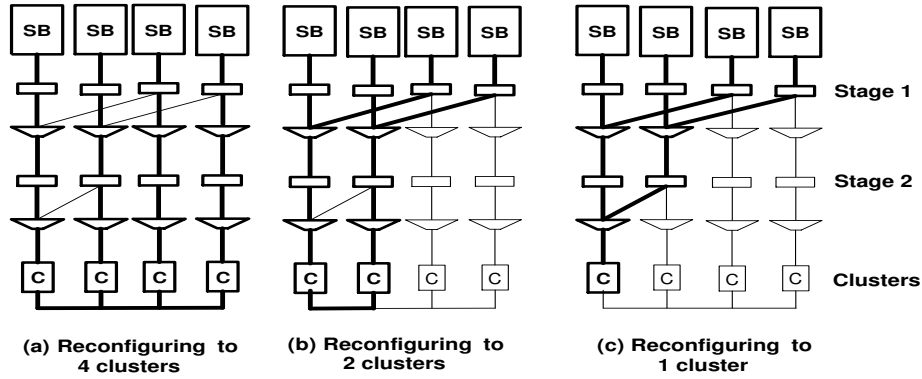 SB SB SB SB SB SB SB SB SB SB SB SB
Stage 1
Stage 2
C C C C C C C C C C C C Clusters
(a) Reconfiguring to
4 clusters
(b) Reconfiguring to
2 clusters
(c) Reconfiguring to
1 cluster